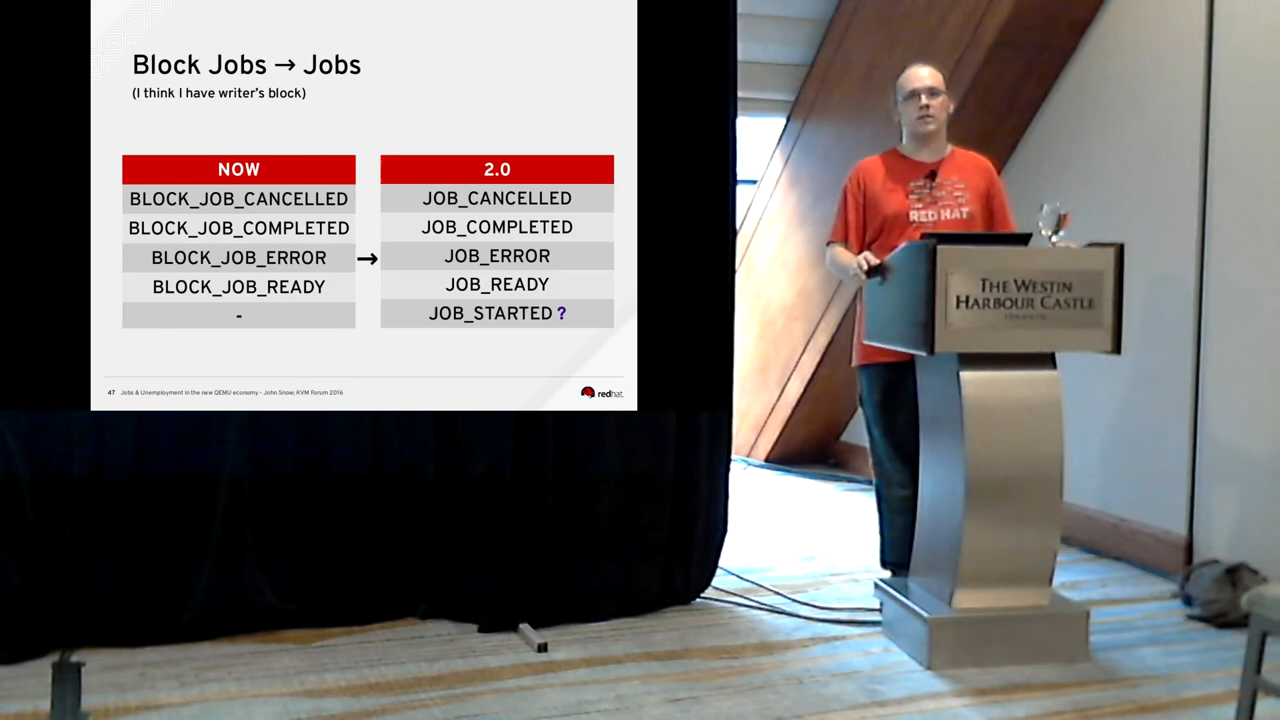 Block Jobs → Jobs
(I think I have writer's block)
NOW
BLOCK_JOB_CANCELLED
BLOCK_JOB_COMPLETED
BLOCK_JOB_ERROR
BLOCK_JOB_READY
-
→
2.0
JOB_CANCELLED
JOB_COMPLETED
JOB_ERROR
JOB_READY
JOB_STARTED ?
47 Jobs & Unemployment in the new QEMU economy - John Snow; KVM Forum 2016
redhat.
RED HAT
THE WESTIN
HARBOUR CASTLE